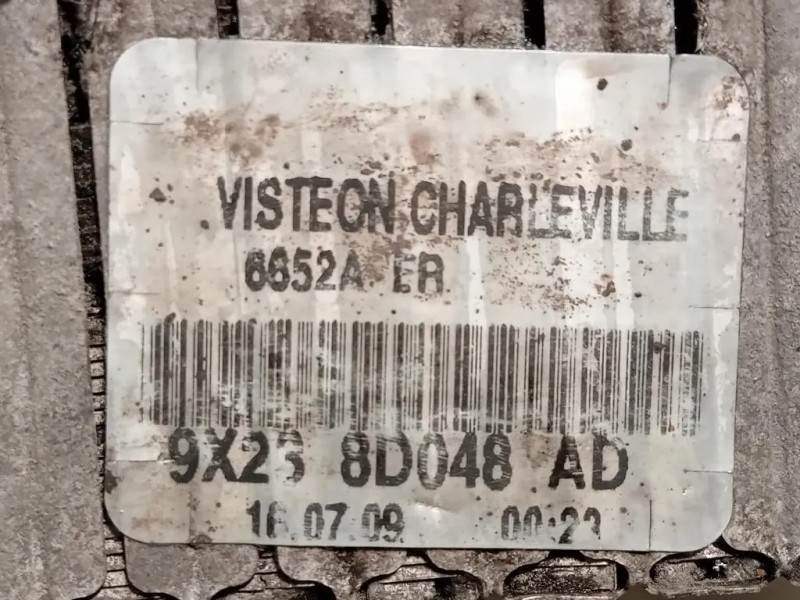 VISTEON CHARLEVILLE
6652A ER
9X23 8D048 AD
16.07.09 00:23